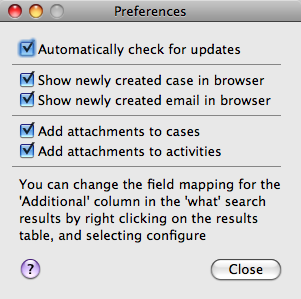 Preferences
Automatically check for updates
Show newly created case in browser
Show newly created email in browser
Add attachments to cases
Add attachments to activities
You can change the field mapping for the
'Additional' column in the 'what' search
results by right clicking on the results
table, and selecting configure
?
Close